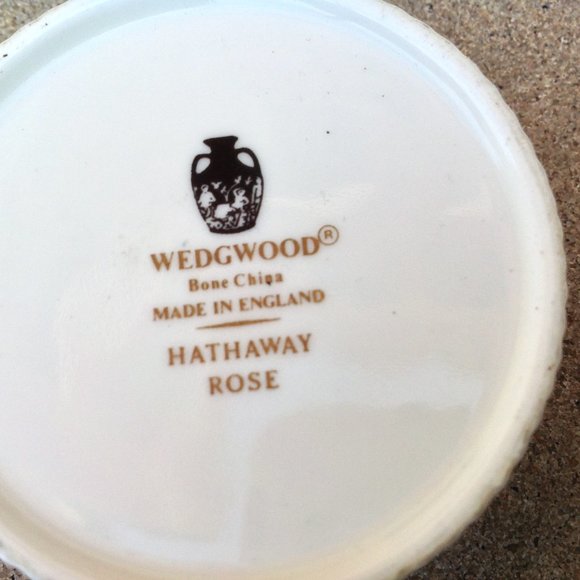 WEDGWOOD®
Bone China
MADE IN ENGLAND
HATHAWAY
ROSE